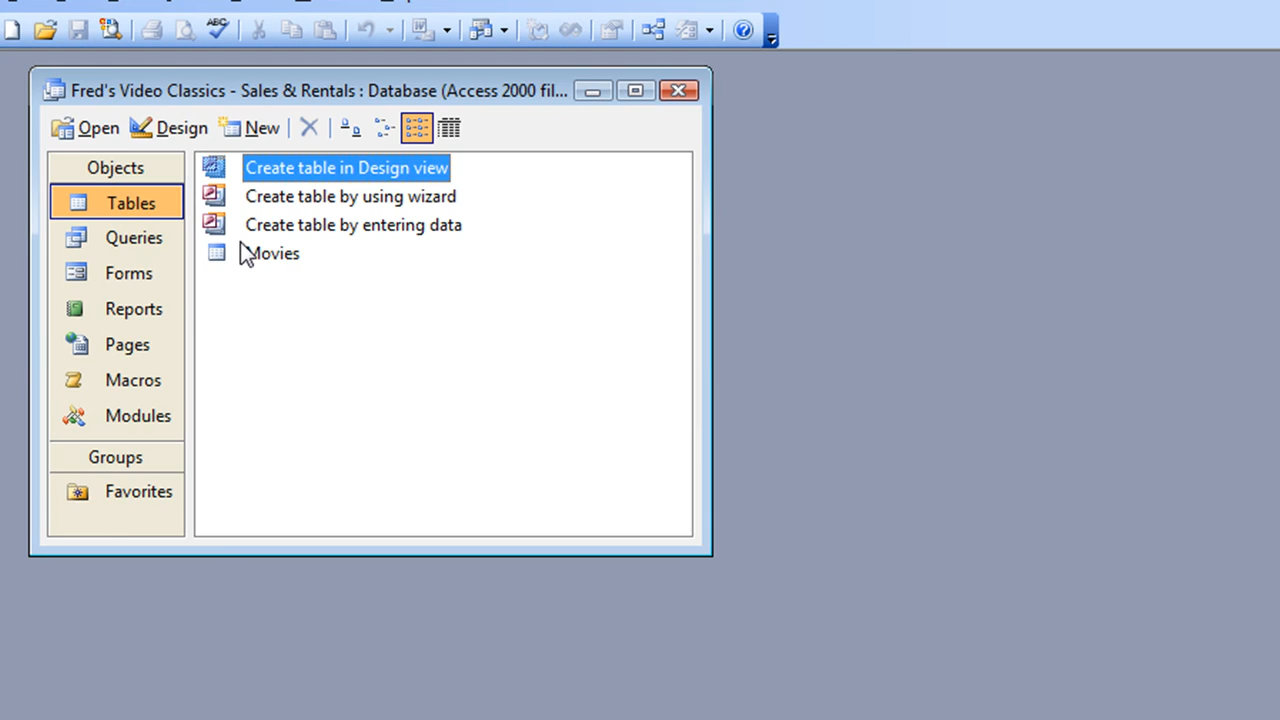 Fred's Video Classics - Sales & Rentals : Database (Access 2000 fil...
Open Design New
Objects
Tables
Queries
Forms
Reports
Pages
Macros
Modules
Groups
Favorites
Create table in Design view
Create table by using wizard
Create table by entering data
Movies